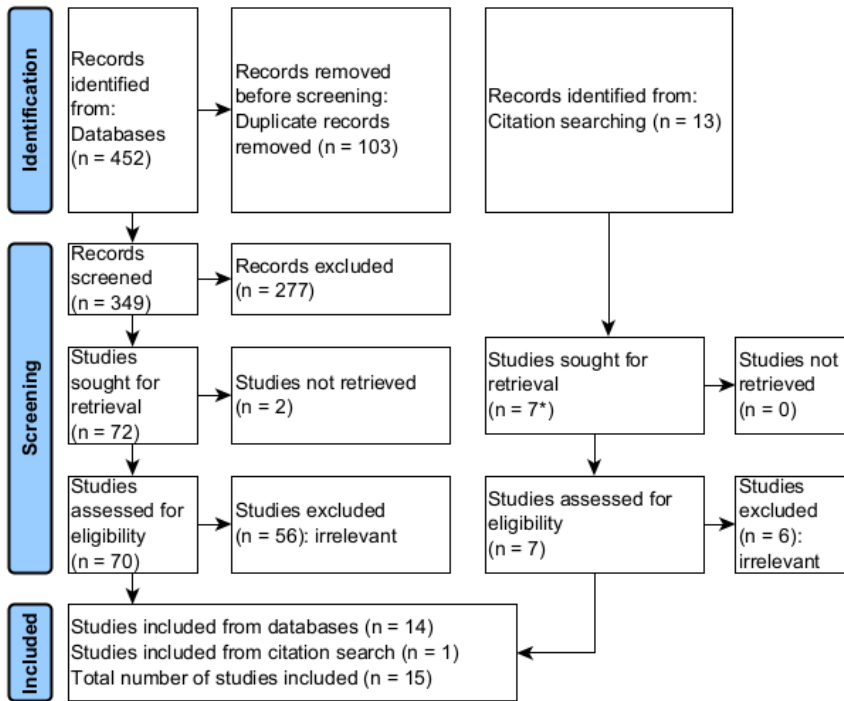 Identification
Records
identified
from:
Databases
(n = 452)
Records removed
before screening:
Duplicate records
removed (n = 103)
Records identified from:
Citation searching (n = 13)
Screening
Records
screened
(n = 349)
Records excluded
(n = 277)
Studies
sought for
retrieval
(n = 72)
Studies not retrieved
(n = 2)
Studies sought for
retrieval
(n = 7*)
Studies not
retrieved
(n = 0)
Studies
assessed for
eligibility
(n = 70)
Studies excluded
(n = 56): irrelevant
Studies assessed for
eligibility
(n = 7)
Studies
excluded
(n = 6):
irrelevant
Included
Studies included from databases (n = 14)
Studies included from citation search (n = 1)
Total number of studies included (n = 15)